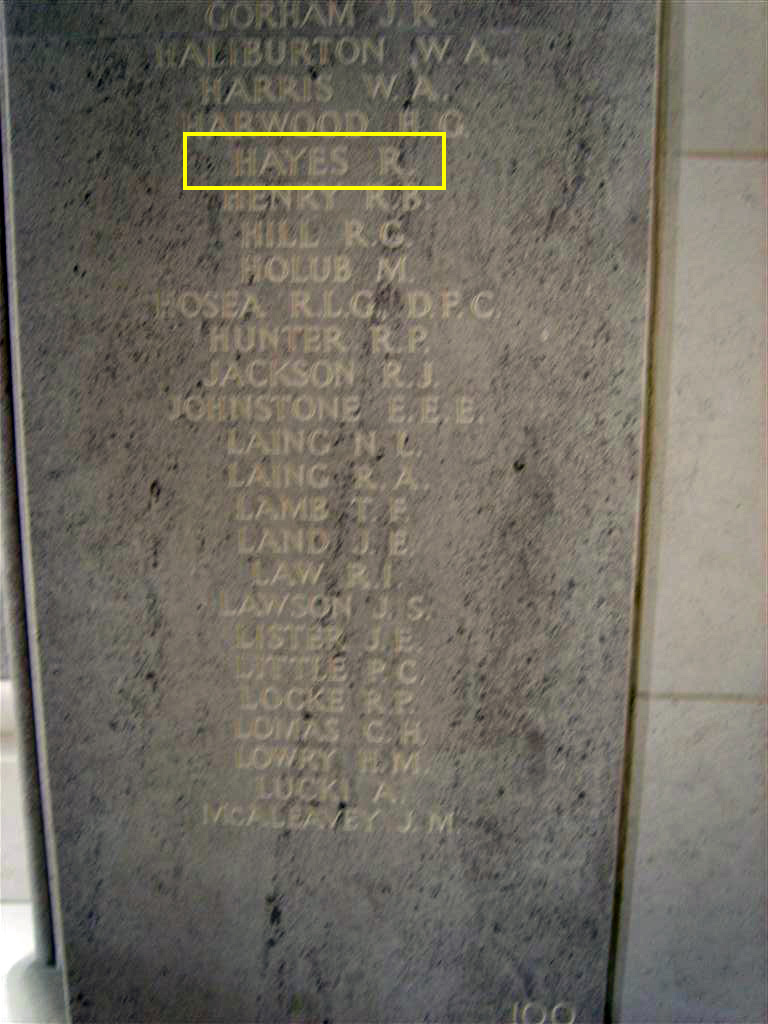 GORHAM J. R
HALIBURTON W. A.
HARRIS W. A.
HARWOOD H. G.
HAYES R.
HENRY R. B
HILL R. G.
HOLUB M.
HOSEA R. L. G., D. F. C.
HUNTER R. P.
JACKSON R. J.
JOHNSTONE E. E. E.
LAING N. L.
LAING R. A.
LAMB T. F.
LAND J. E.
LAW R. I.
LAWSON J. S.
LISTER J. E.
LITTLE P. C.
LOCKE R. P.
LOMAS C. H.
LOWRY H. M.
LUCKI A.
McALEAVEY J. M.
100